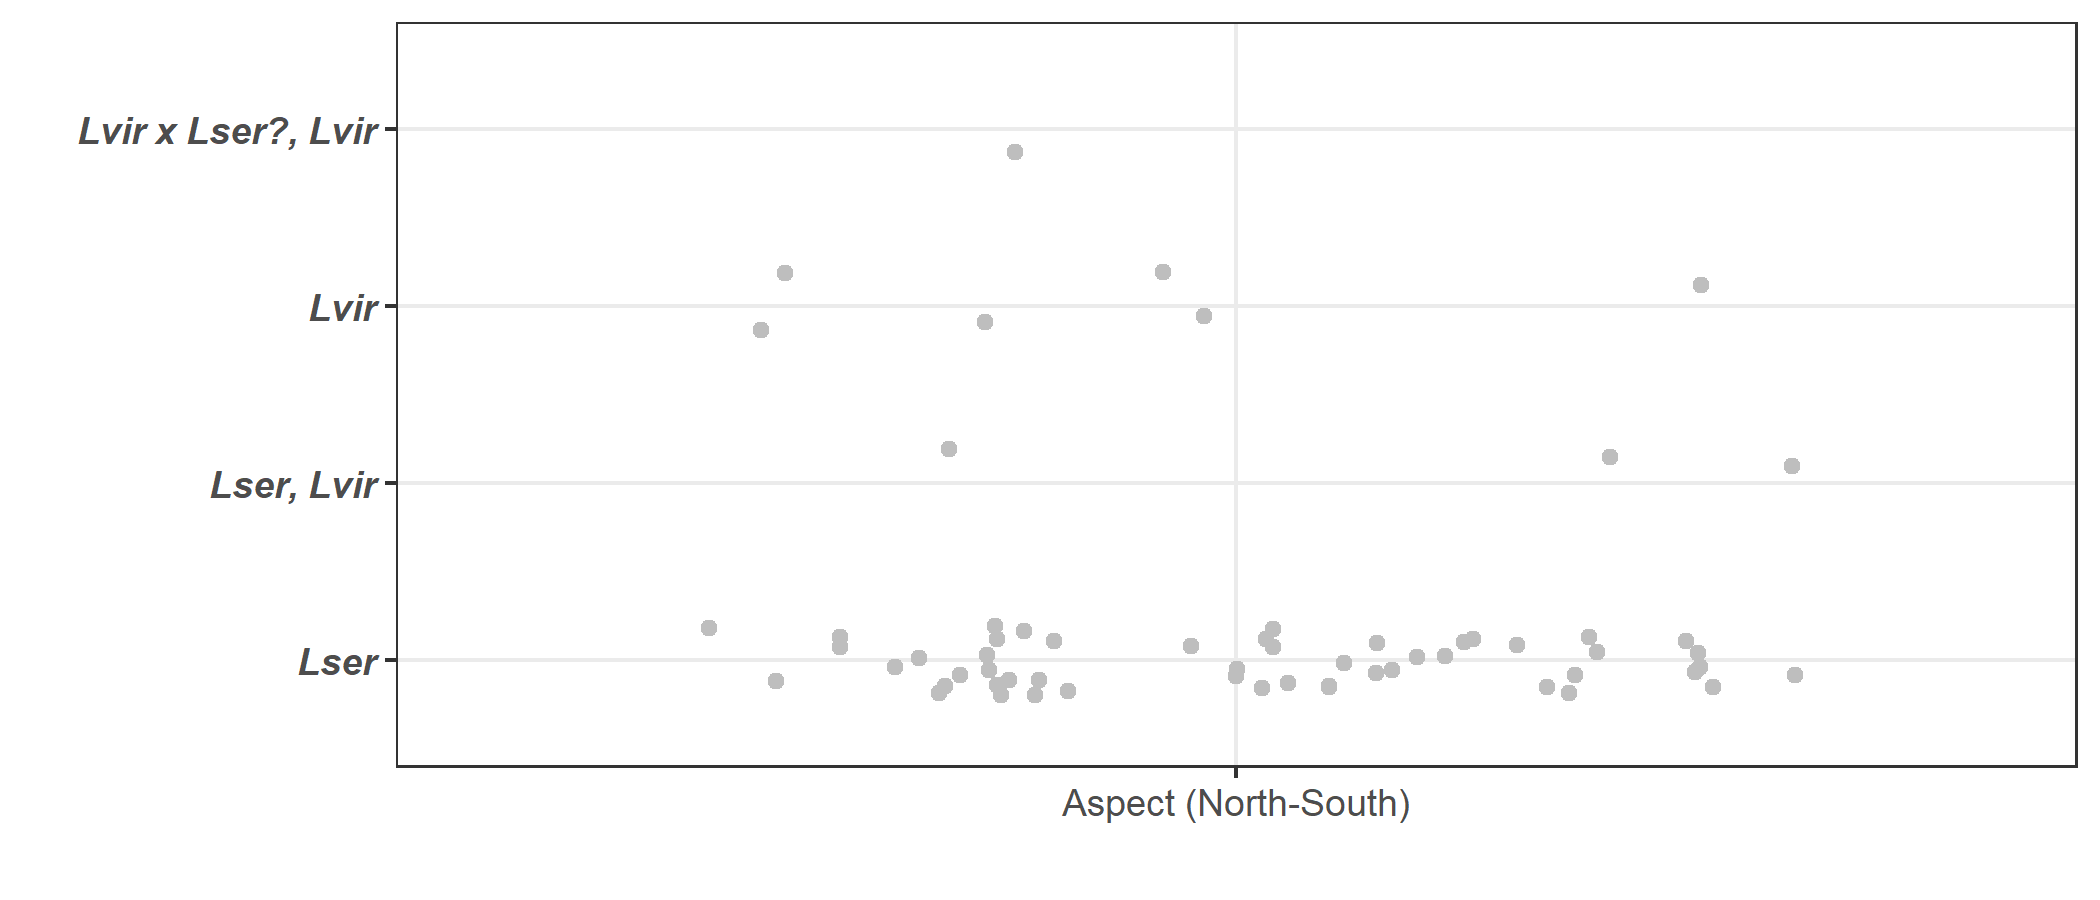 Lvir x Lser?, Lvir
Lvir
Lser, Lvir
Lser
Aspect (North-South)